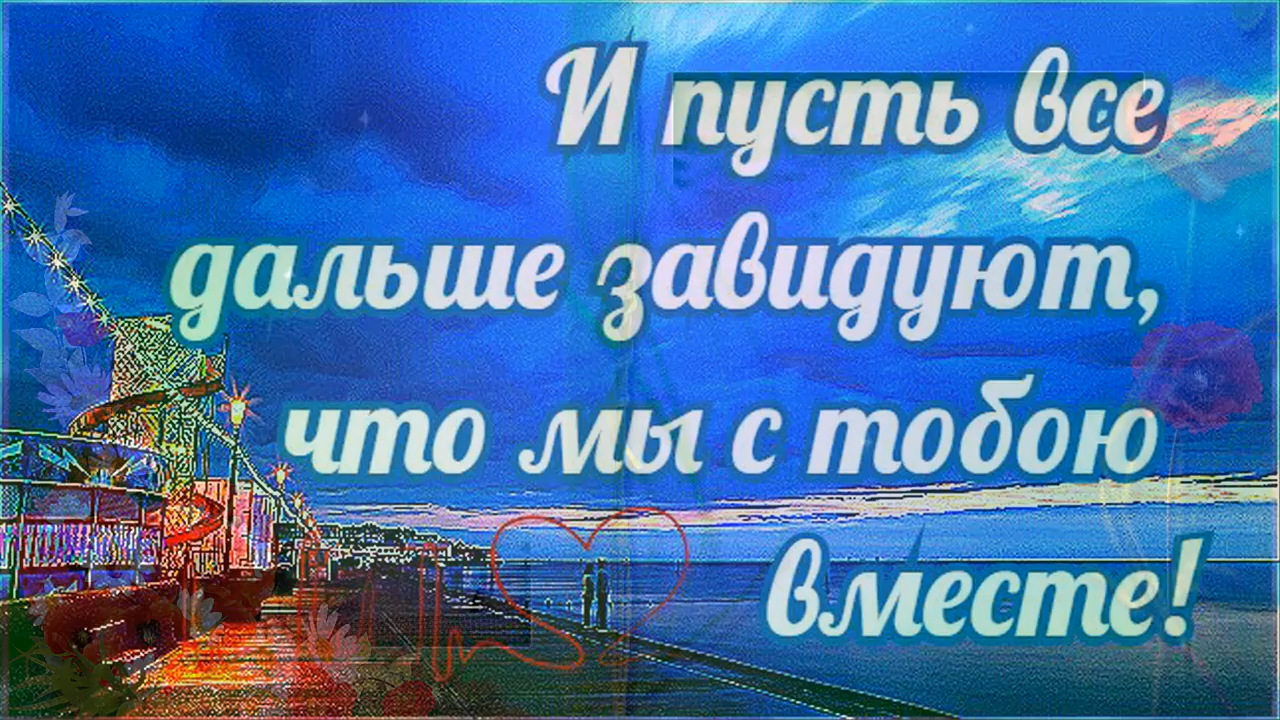 И пусть все
дальше завидуют,
что мы с тобою
вместе!